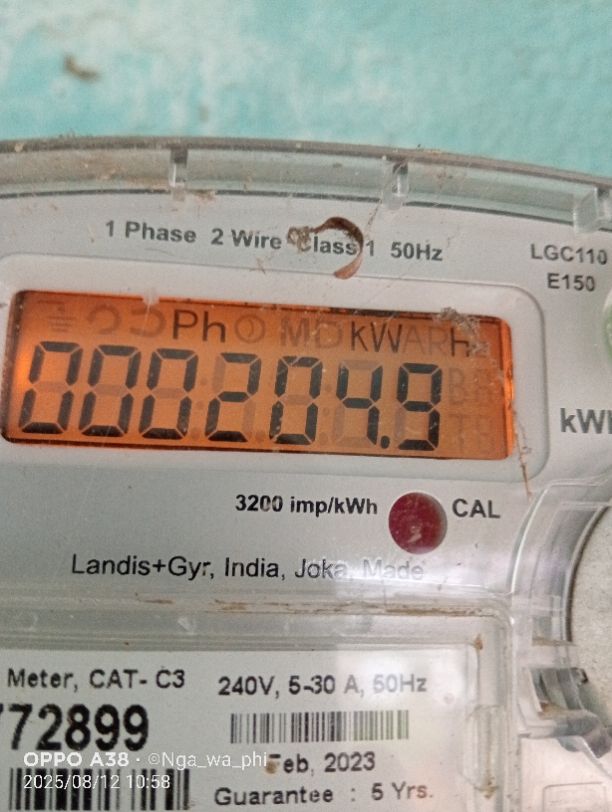 1 Phase 2 Wire Class 1 50Hz
LGC110
E150
Ph MD KWARH
000204.9
kWh
3200 imp/kWh CAL
Landis+Gyr, India, Joka, Made
Meter, CAT- C3
240V, 5-30 A, 50Hz
772899
Feb, 2023
Guarantee : 5 Yrs.
OPPO A38 · ©Nga_wa_phi
2025/08/12 10:58